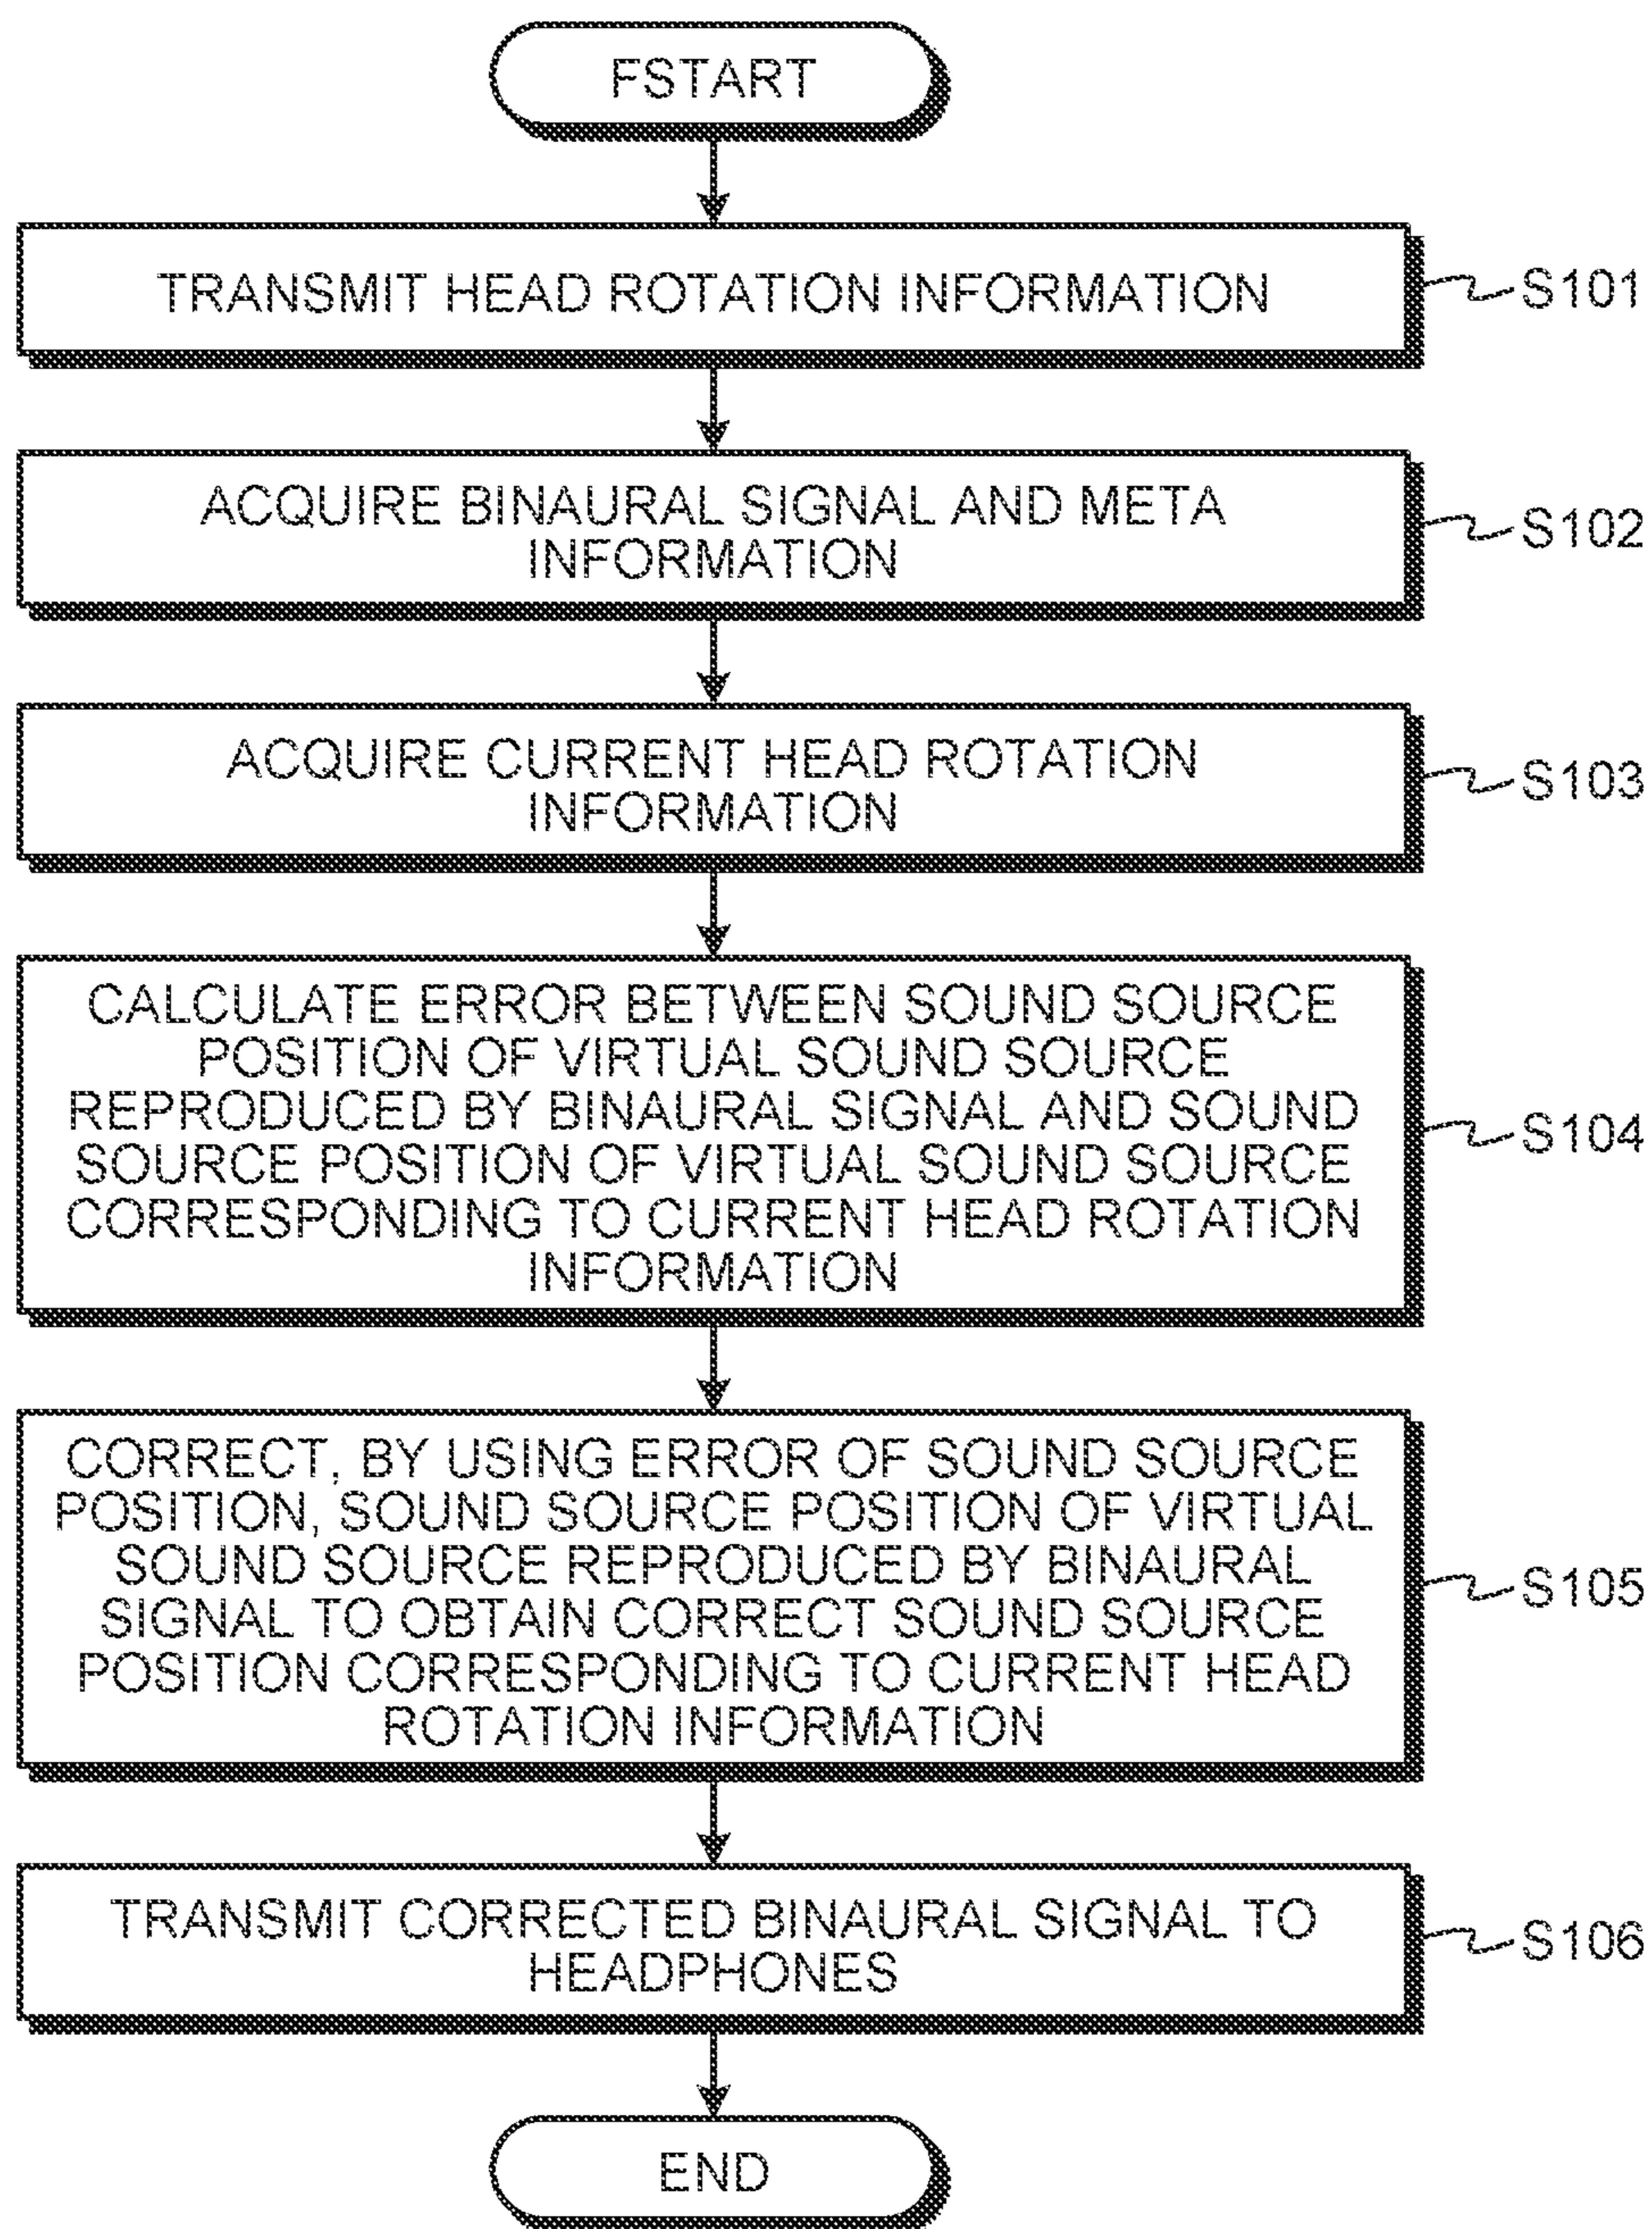 FSTART
TRANSMIT HEAD ROTATION INFORMATION
S101
ACQUIRE BINAURAL SIGNAL AND META
INFORMATION
S102
ACQUIRE CURRENT HEAD ROTATION
INFORMATION
S103
CALCULATE ERROR BETWEEN SOUND SOURCE
POSITION OF VIRTUAL SOUND SOURCE
REPRODUCED BY BINAURAL SIGNAL AND SOUND
SOURCE POSITION OF VIRTUAL SOUND SOURCE
CORRESPONDING TO CURRENT HEAD ROTATION
INFORMATION
S104
CORRECT, BY USING ERROR OF SOUND SOURCE
POSITION, SOUND SOURCE POSITION OF VIRTUAL
SOUND SOURCE REPRODUCED BY BINAURAL
SIGNAL TO OBTAIN CORRECT SOUND SOURCE
POSITION CORRESPONDING TO CURRENT HEAD
ROTATION INFORMATION
S105
TRANSMIT CORRECTED BINAURAL SIGNAL TO
HEADPHONES
S106
END